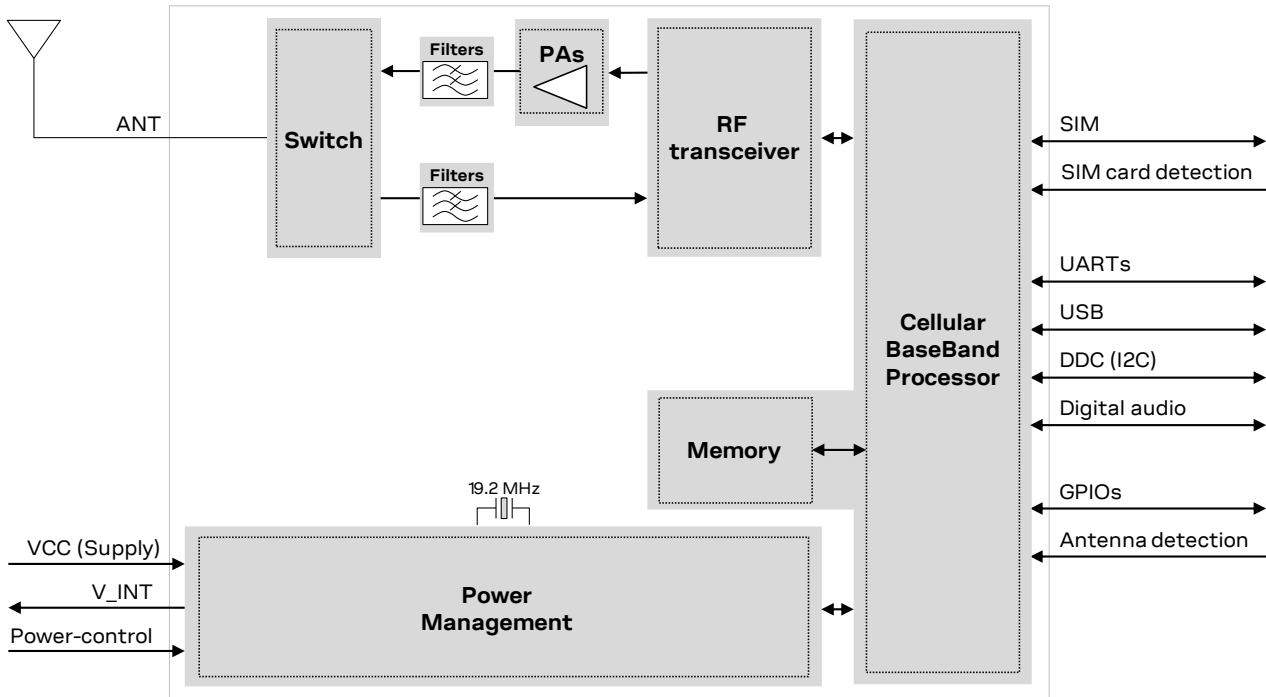 Filters
PAs
ANT
Switch
RF
transceiver
Filters
SIM
SIM card detection
UARTs
USB
Cellular
BaseBand
Processor
DDC (I2C)
Digital audio
Memory
19.2 MHz
GPIOs
Antenna detection
VCC (Supply)
V_INT
Power
Management
Power-control